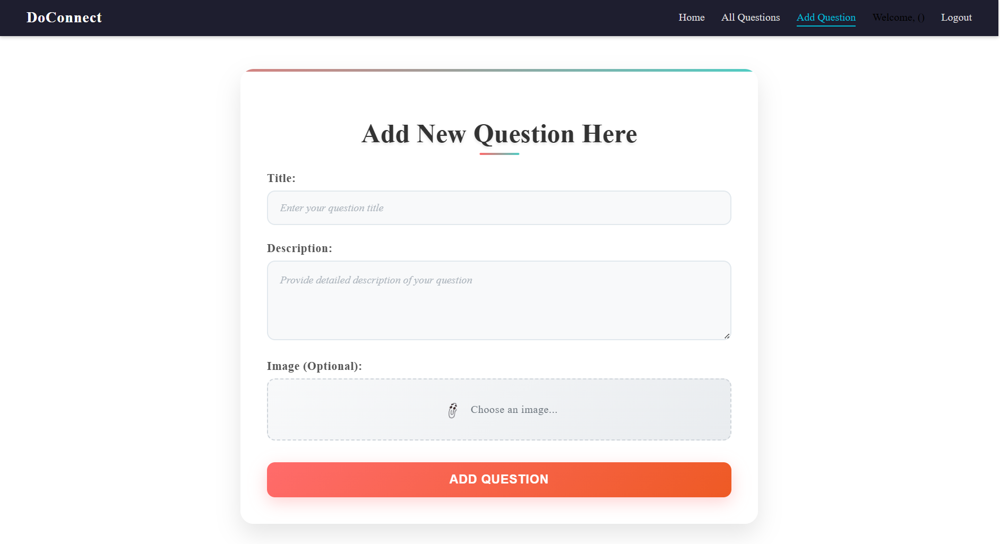 DoConnect
Home
All Questions
Add Question
Welcome, ()
Logout
Add New Question Here
Title:
Enter your question title
Description:
Provide detailed description of your question
Image (Optional):
Choose an image...
ADD QUESTION